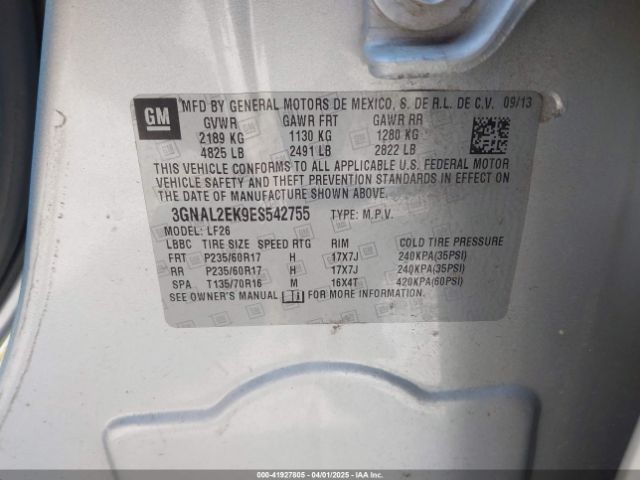 GM
MFD BY GENERAL MOTORS DE MEXICO, S. DE R.L. DE C.V. 09/13
GVWR GAWR FRT GAWR RR
2189 KG 1130 KG 1280 KG
4825 LB 2491 LB 2822 LB
THIS VEHICLE CONFORMS TO ALL APPLICABLE U.S. FEDERAL MOTOR
VEHICLE SAFETY AND THEFT PREVENTION STANDARDS IN EFFECT ON
THE DATE OF MANUFACTURE SHOWN ABOVE.
3GNAL2EK9ES542755 TYPE: M.P.V.
MODEL: LF26
LBBC TIRE SIZE SPEED RTG RIM COLD TIRE PRESSURE
FRT P235/60R17 H 17X7J 240KPA(35PSI)
RR P235/60R17 H 17X7J 240KPA(35PSI)
SPA T135/70R16 M 16X4T 420KPA(60PSI)
SEE OWNER'S MANUAL FOR MORE INFORMATION.
000-41927805 - 04/01/2025 - Copyright © IAA, LLC.